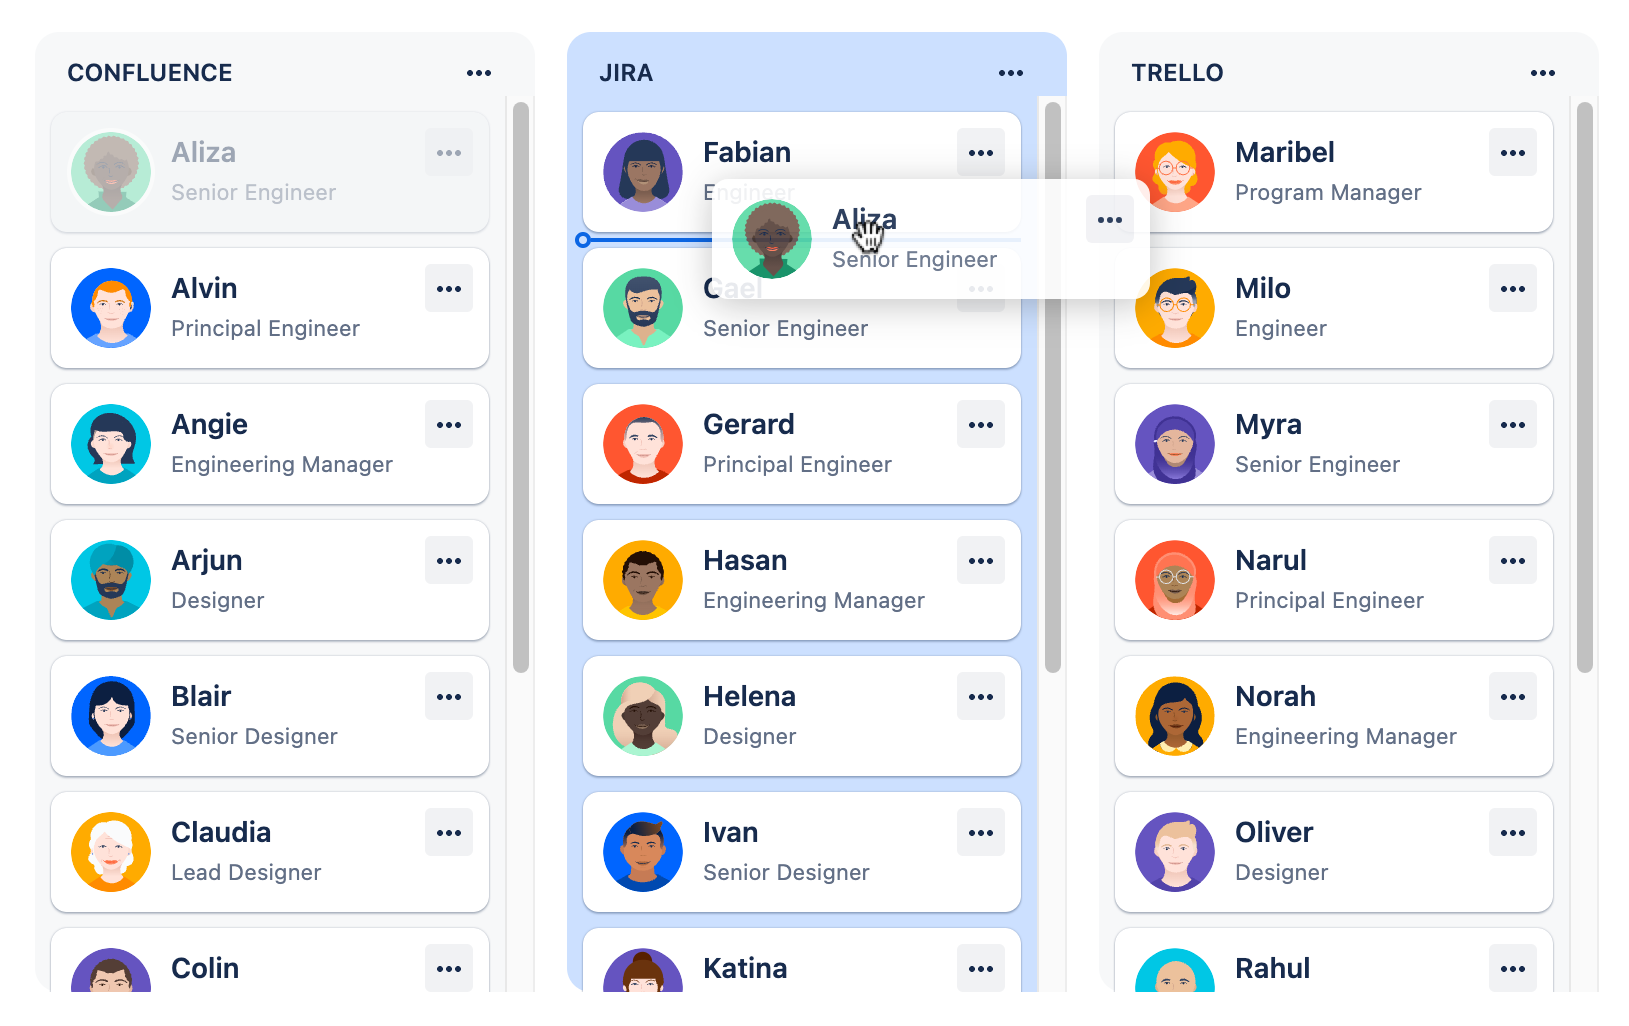 CONFLUENCE
Aliza
Senior Engineer
Alvin
Principal Engineer
Angie
Engineering Manager
Arjun
Designer
Blair
Senior Designer
Claudia
Lead Designer
Colin
JIRA
Fabian
Engineer
Aliza
Senior Engineer
Gael
Senior Engineer
Gerard
Principal Engineer
Hasan
Engineering Manager
Helena
Designer
Ivan
Senior Designer
Katina
TRELLO
Maribel
Program Manager
Milo
Engineer
Myra
Senior Engineer
Narul
Principal Engineer
Norah
Engineering Manager
Oliver
Designer
Rahul